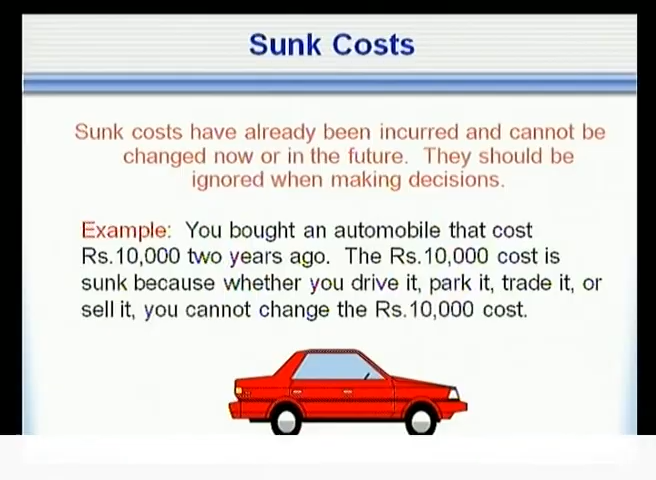 Sunk Costs
Sunk costs have already been incurred and cannot be
changed now or in the future.  They should be
ignored when making decisions.
Example:  You bought an automobile that cost
Rs.10,000 two years ago.  The Rs.10,000 cost is
sunk because whether you drive it, park it, trade it, or
sell it, you cannot change the Rs.10,000 cost.